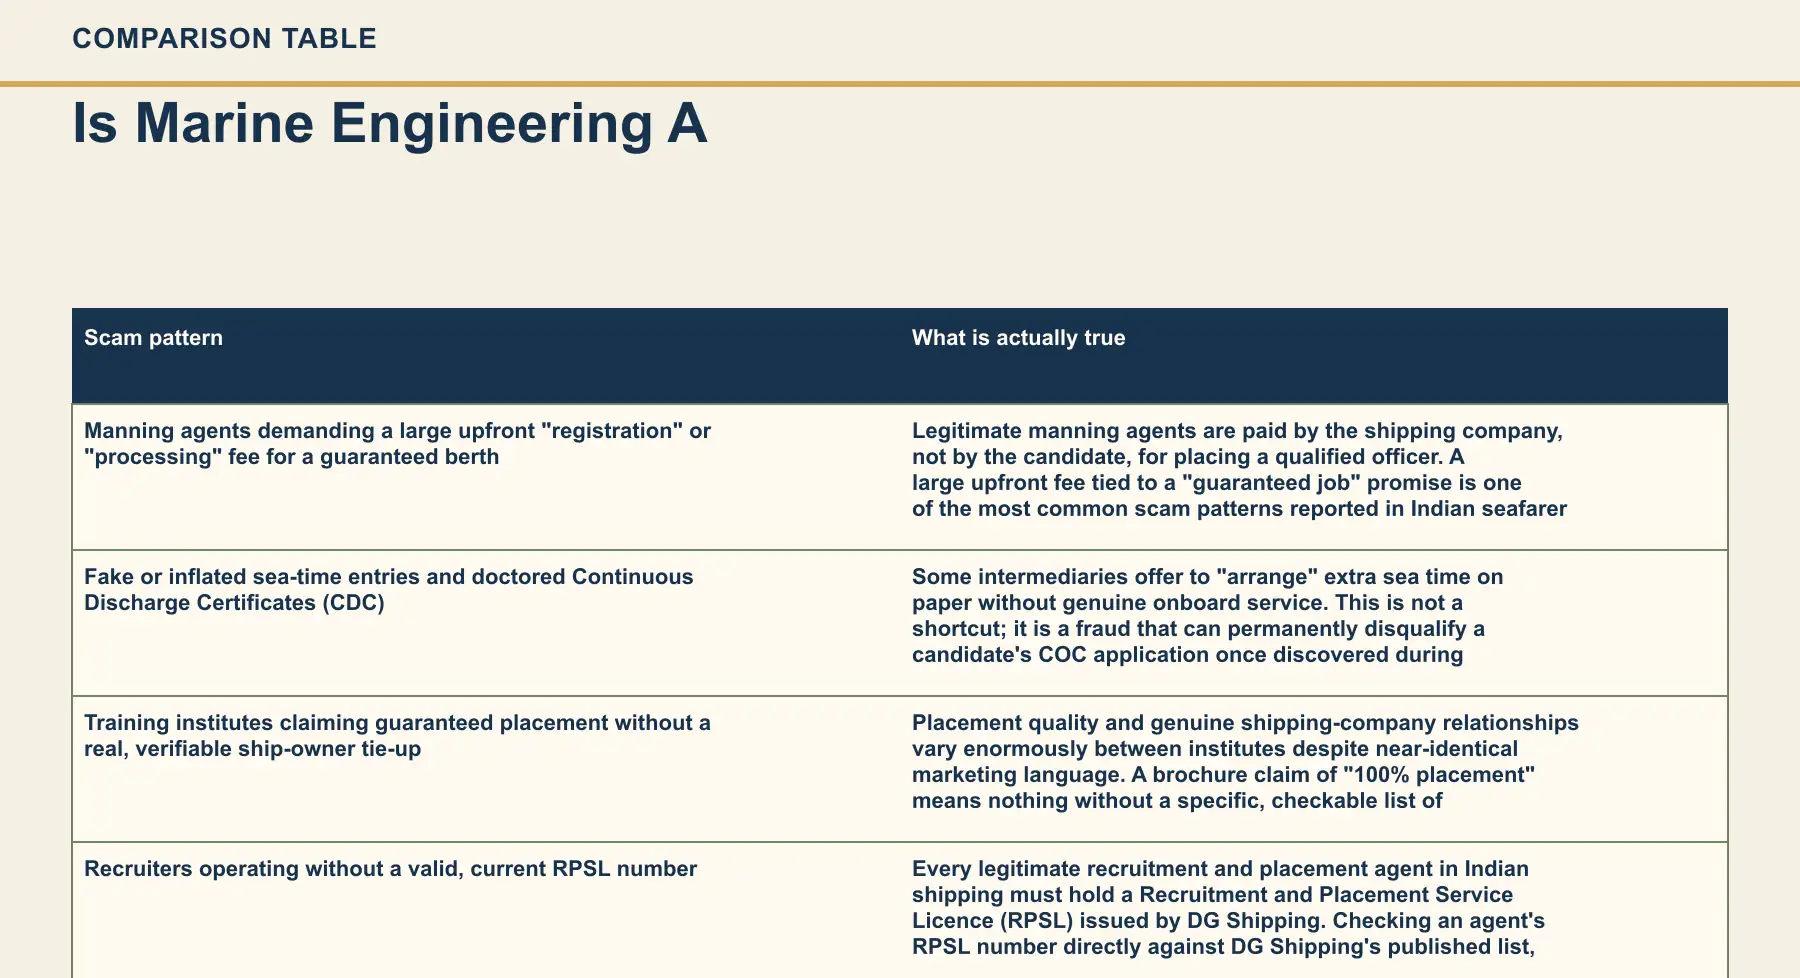 COMPARISON TABLE
Is Marine Engineering A
Scam pattern
What is actually true
Manning agents demanding a large upfront "registration" or
"processing" fee for a guaranteed berth
Legitimate manning agents are paid by the shipping company,
not by the candidate, for placing a qualified officer. A
large upfront fee tied to a "guaranteed job" promise is one
of the most common scam patterns reported in Indian seafarer
Fake or inflated sea-time entries and doctored Continuous
Discharge Certificates (CDC)
Some intermediaries offer to "arrange" extra sea time on
paper without genuine onboard service. This is not a
shortcut; it is a fraud that can permanently disqualify a
candidate's COC application once discovered during
Training institutes claiming guaranteed placement without a
real, verifiable ship-owner tie-up
Placement quality and genuine shipping-company relationships
vary enormously between institutes despite near-identical
marketing language. A brochure claim of "100% placement"
means nothing without a specific, checkable list of
Recruiters operating without a valid, current RPSL number
Every legitimate recruitment and placement agent in Indian
shipping must hold a Recruitment and Placement Service
Licence (RPSL) issued by DG Shipping. Checking an agent's
RPSL number directly against DG Shipping's published list,